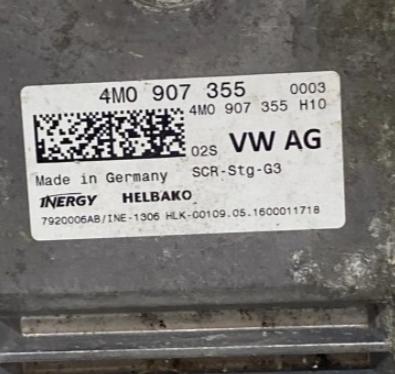 4M0 907 355 0003
4M0 907 355 H10
02S VW AG
Made in Germany SCR-Stg-G3
INERGY HELBAKO
7920006AB/INE-1306 HLK-00109.05.1600011718